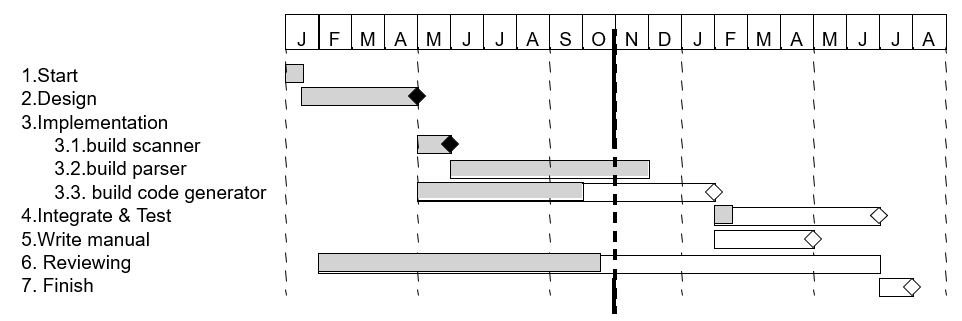 J F M A M J J A S O N D J F M A M J J A
1.Start
2.Design
3.Implementation
3.1.build scanner
3.2.build parser
3.3. build code generator
4.Integrate & Test
5.Write manual
6. Reviewing
7. Finish